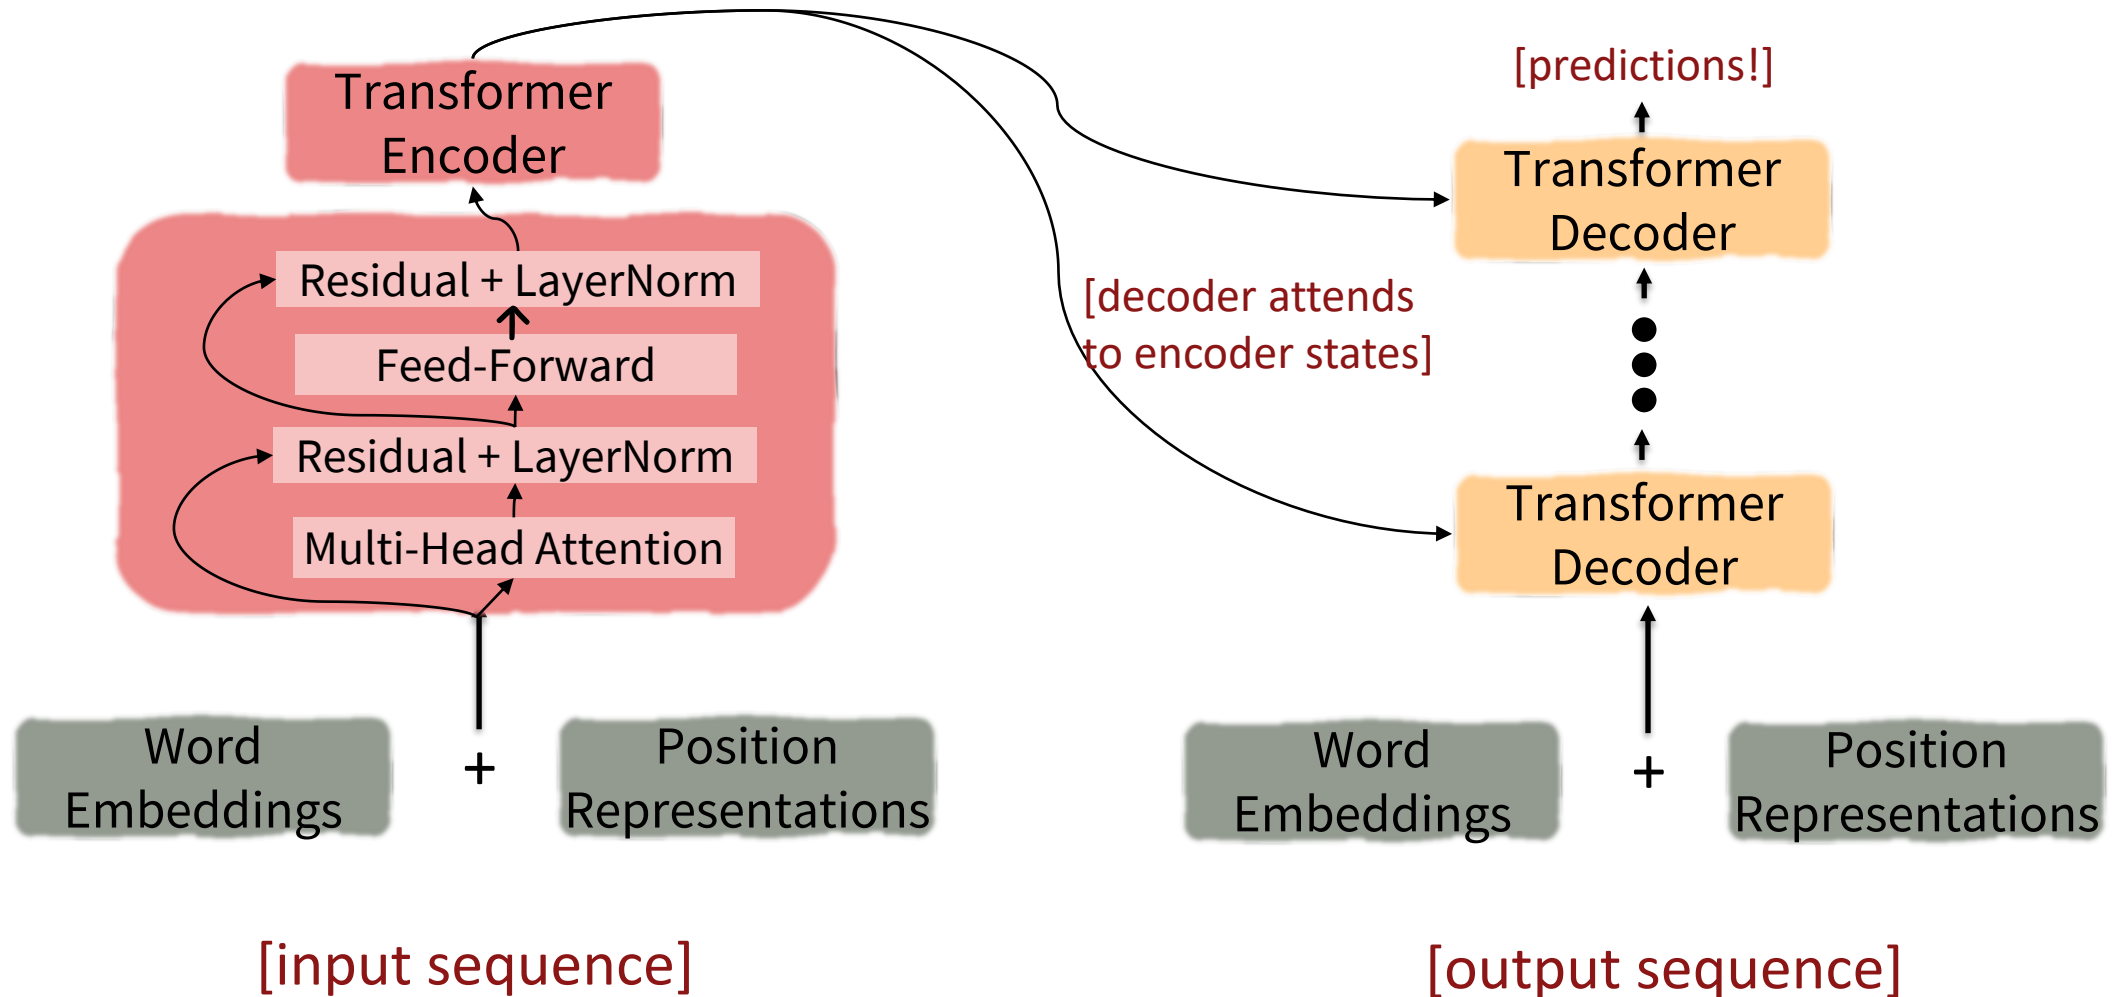 Transformer
Encoder
Residual + LayerNorm
Feed-Forward
Residual + LayerNorm
Multi-Head Attention
Word
Embeddings
+
Position
Representations
[input sequence]
[predictions!]
Transformer
Decoder
[decoder attends
to encoder states]
Transformer
Decoder
Word
Embeddings
+
Position
Representations
[output sequence]